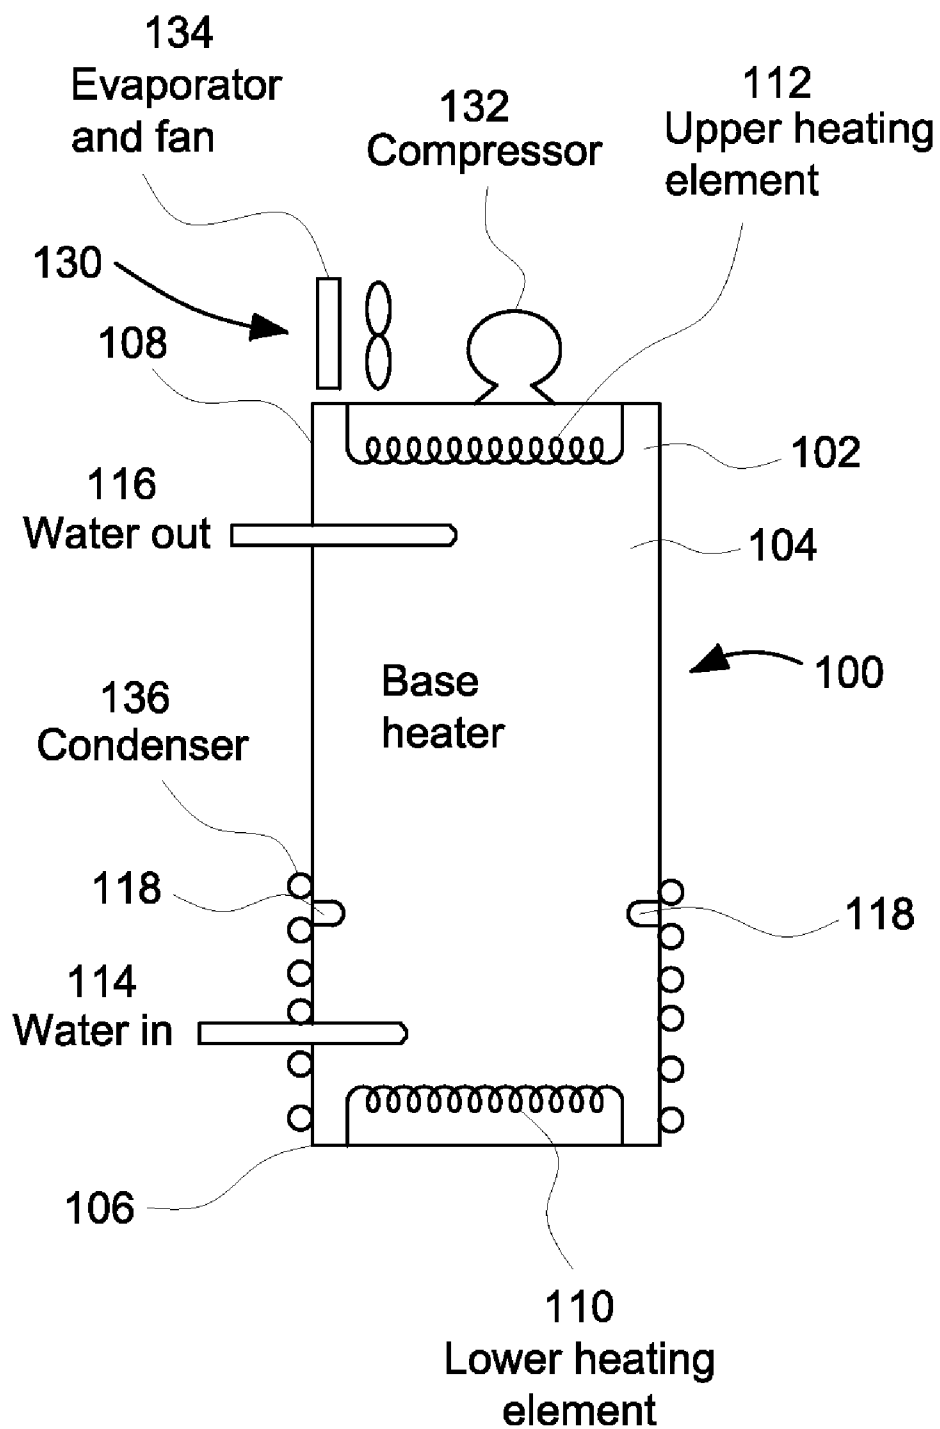 134
Evaporator
and fan
132
Compressor
112
Upper heating
element
130
108
102
116
Water out
104
Base
heater
100
136
Condenser
118
118
114
Water in
106
110
Lower heating
element